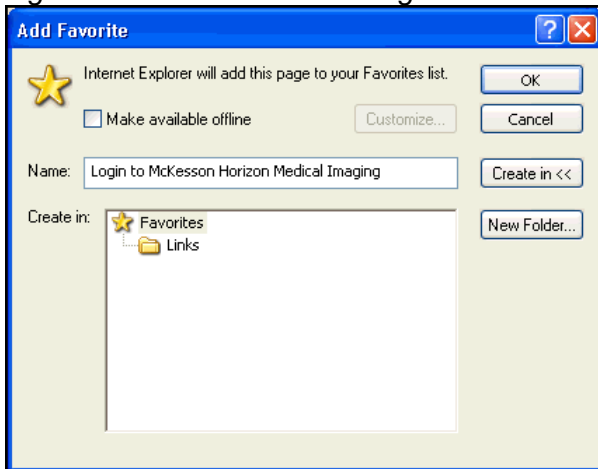 Add Favorite
Internet Explorer will add this page to your Favorites list.
OK
Make available offline
Customize...
Cancel
Name:
Login to McKesson Horizon Medical Imaging
Create in <<
Create in:
Favorites
New Folder...
Links